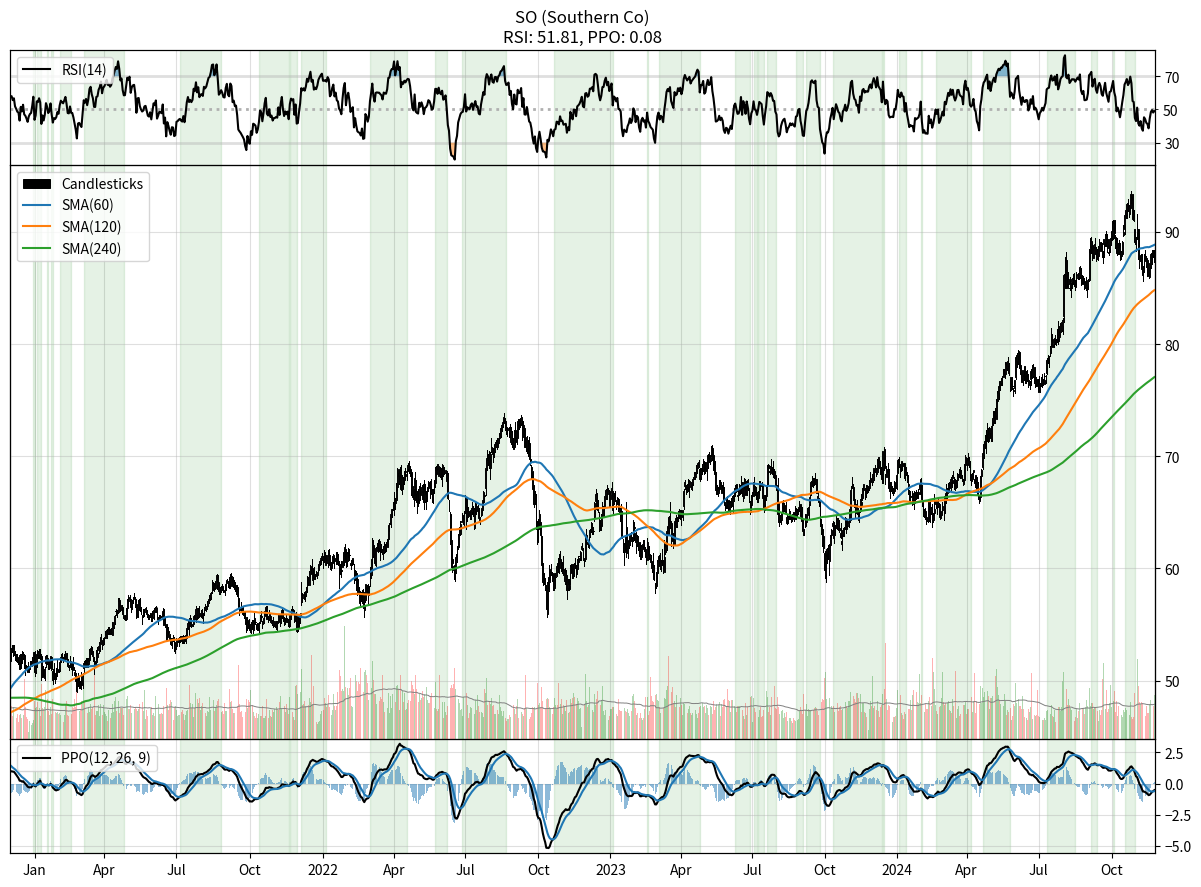 SO (Southern Co)
RSI: 51.81, PPO: 0.08
RSI(14)
70
50
30
Candlesticks
SMA(60)
SMA(120)
SMA(240)
90
80
70
60
50
PPO(12, 26, 9)
2.5
0.0
−2.5
−5.0
Jan Apr Jul Oct 2022 Apr Jul Oct 2023 Apr Jul Oct 2024 Apr Jul Oct